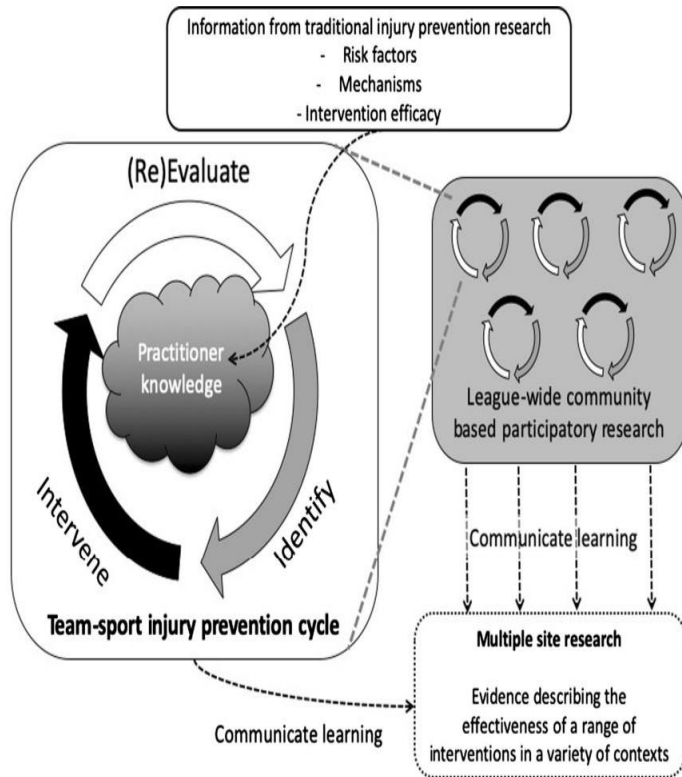 Information from traditional injury prevention research
- Risk factors
- Mechanisms
- Intervention efficacy
(Re)Evaluate
Practitioner
knowledge
Intervene
Identify
Team-sport injury prevention cycle
League-wide community
based participatory research
Communicate learning
Communicate learning
Multiple site research
Evidence describing the
effectiveness of a range of
interventions in a variety of contexts